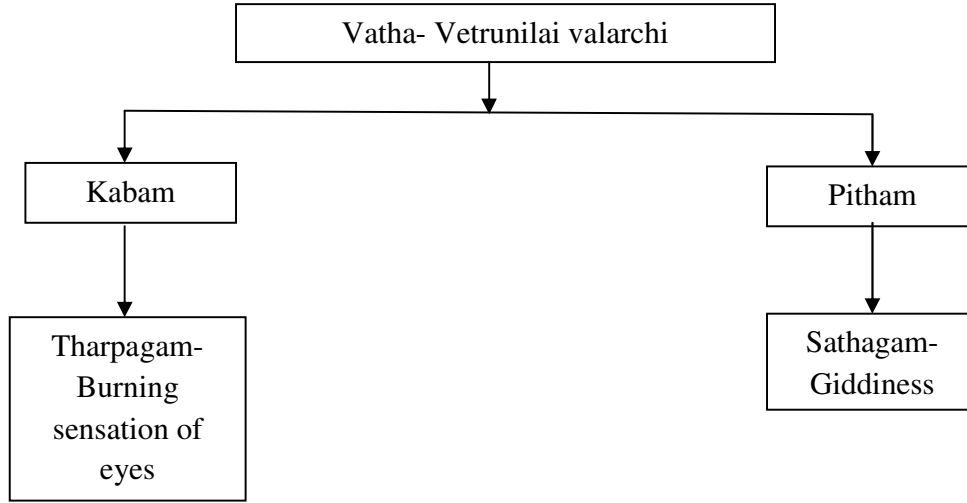 Vatha- Vetrunilai valarchi
Kabam
Pitham
Tharpagam-
Burning
sensation of
eyes
Sathagam-
Giddiness